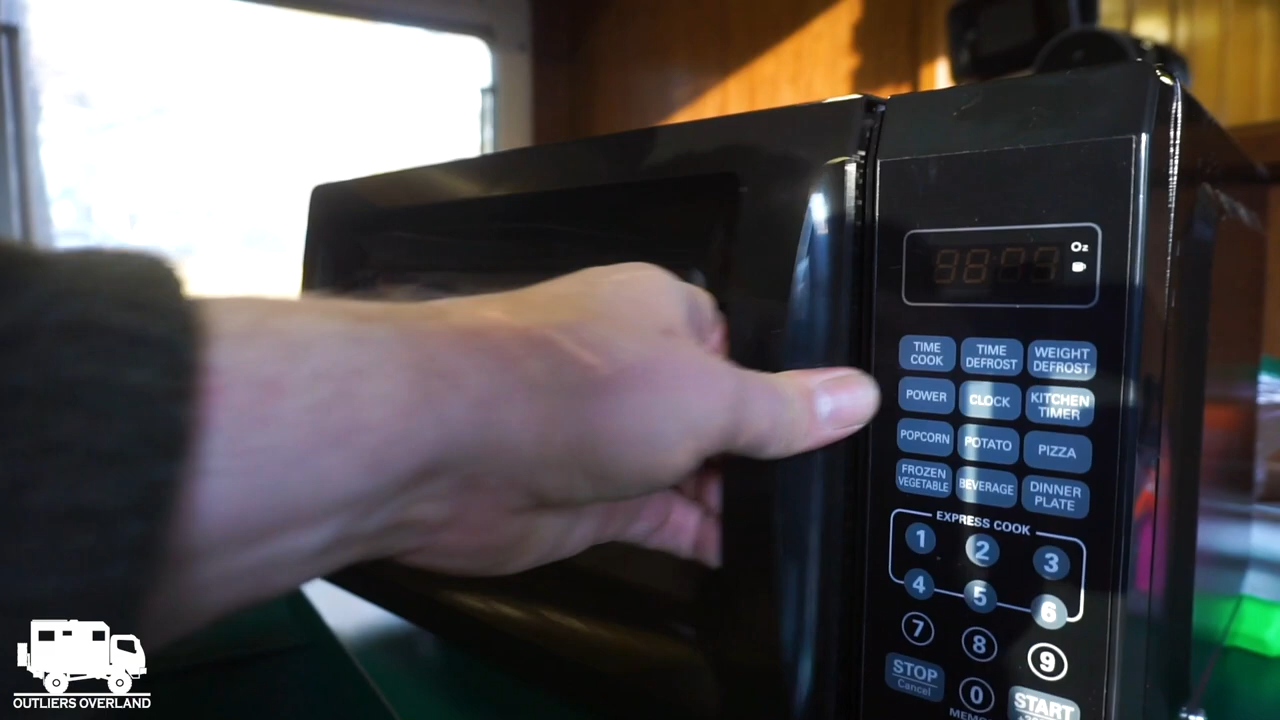 Oz
TIME COOK
TIME DEFROST
WEIGHT DEFROST
POWER
CLOCK
KITCHEN TIMER
POPCORN
POTATO
PIZZA
FROZEN VEGETABLE
BEVERAGE
DINNER PLATE
EXPRESS COOK
1 2 3
4 5 6
7 8 9
STOP
Cancel
0
START
OUTLIERS OVERLAND